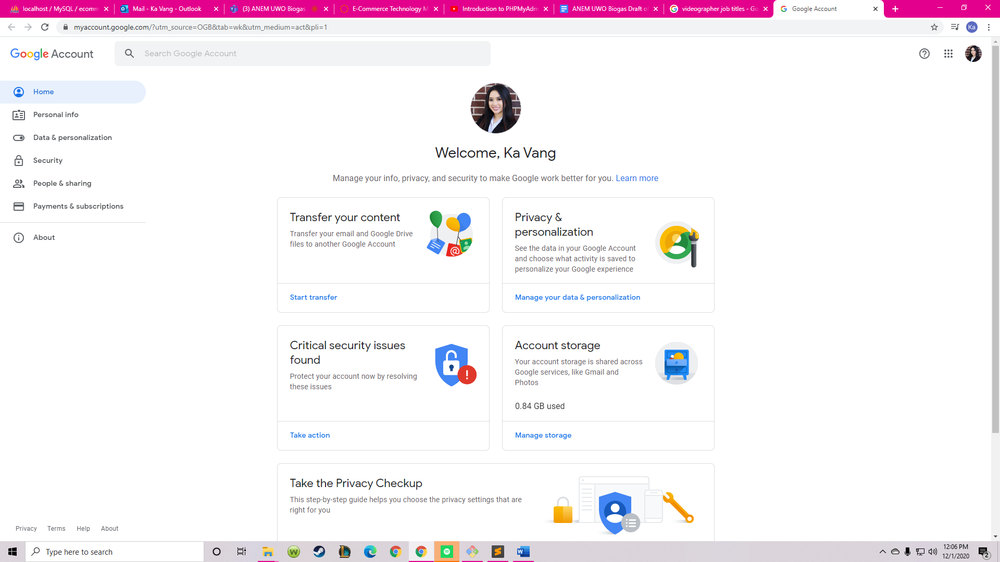 localhost / MySQL / ecomm
Mail - Ka Vang - Outlook
(3) ANEM UWO Biogas
E-Commerce Technology M
Introduction to PHPMyAdm
ANEM UWO Biogas Draft of
videographer job titles - Go
Google Account
myaccount.google.com/?utm_source=OGB&tab=wk&utm_medium=act&pli=1
Ka
Google Account
Search Google Account
Home
Personal info
Data & personalization
Security
People & sharing
Payments & subscriptions
About
Welcome, Ka Vang
Manage your info, privacy, and security to make Google work better for you. Learn more
Transfer your content
Transfer your email and Google Drive
files to another Google Account
Start transfer
Privacy &
personalization
See the data in your Google Account
and choose what activity is saved to
personalize your Google experience
Manage your data & personalization
Critical security issues
found
Protect your account now by resolving
these issues
Take action
Account storage
Your account storage is shared across
Google services, like Gmail and
Photos
0.84 GB used
Manage storage
Take the Privacy Checkup
This step-by-step guide helps you choose the privacy settings that are
right for you
Privacy Terms Help About
Type here to search
12:06 PM
12/1/2020
2